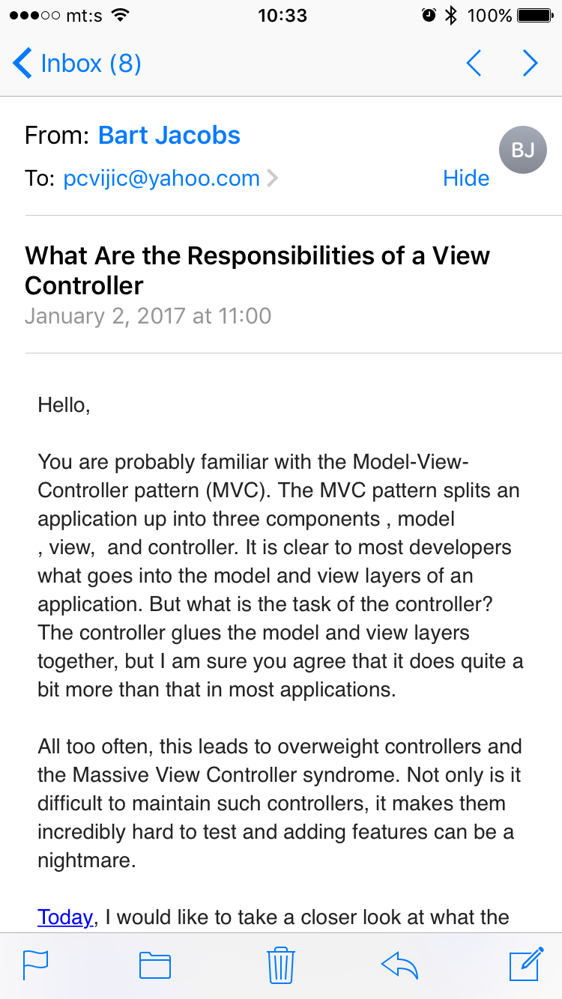 mt:s 10:33 100%
Inbox (8)
From: Bart Jacobs
BJ
To: pcvijic@yahoo.com Hide
What Are the Responsibilities of a View
Controller
January 2, 2017 at 11:00
Hello,
You are probably familiar with the Model-View-
Controller pattern (MVC). The MVC pattern splits an
application up into three components , model
, view,  and controller. It is clear to most developers
what goes into the model and view layers of an
application. But what is the task of the controller?
The controller glues the model and view layers
together, but I am sure you agree that it does quite a
bit more than that in most applications.
All too often, this leads to overweight controllers and
the Massive View Controller syndrome. Not only is it
difficult to maintain such controllers, it makes them
incredibly hard to test and adding features can be a
nightmare.
Today, I would like to take a closer look at what the